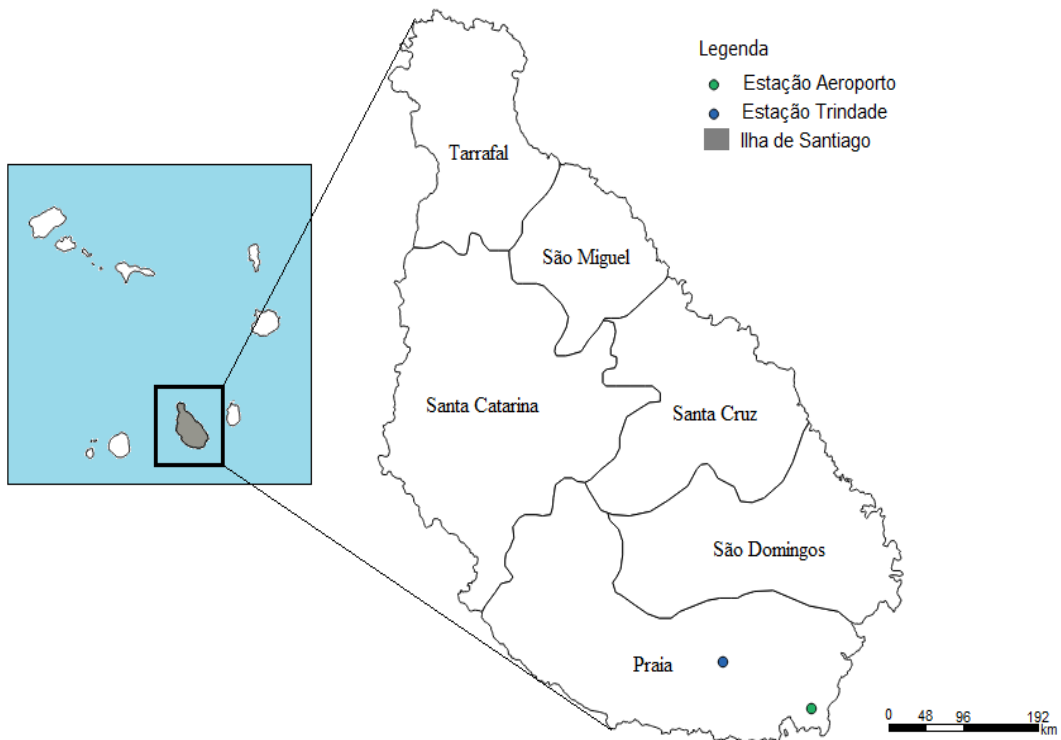 Legenda
Estação Aeroporto
Estação Trindade
Ilha de Santiago
Tarrafal
São Miguel
Santa Catarina
Santa Cruz
São Domingos
Praia
0 48 96 192
km